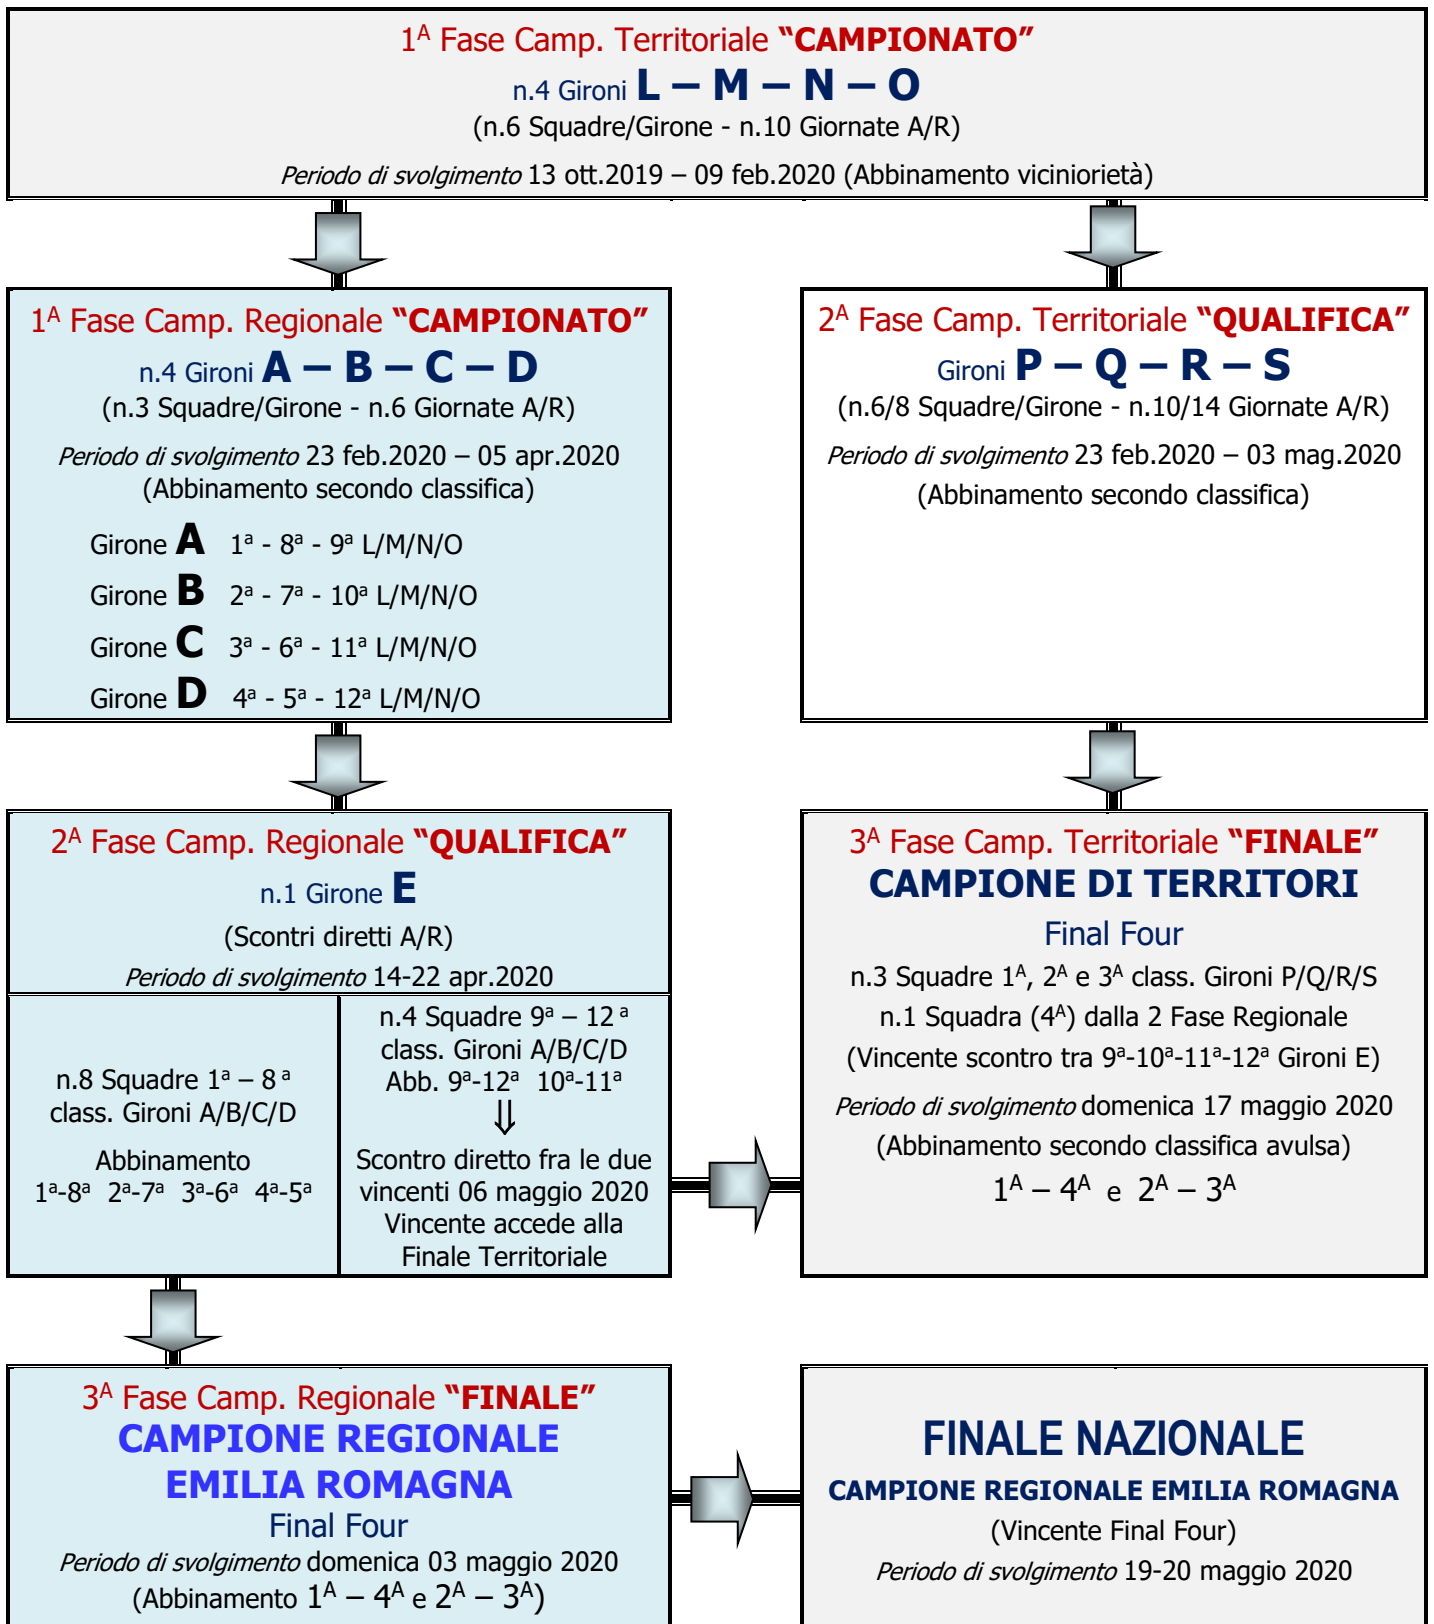 1A Fase Camp. Territoriale "CAMPIONATO"
n.4 Gironi L – M – N – O
(n.6 Squadre/Girone - n.10 Giornate A/R)
Periodo di svolgimento 13 ott.2019 – 09 feb.2020 (Abbinamento viciniorietà)
1A Fase Camp. Regionale "CAMPIONATO"
n.4 Gironi A – B – C – D
(n.3 Squadre/Girone - n.6 Giornate A/R)
Periodo di svolgimento 23 feb.2020 – 05 apr.2020
(Abbinamento secondo classifica)
Girone A 1ª - 8ª - 9ª L/M/N/O
Girone B 2ª - 7ª - 10ª L/M/N/O
Girone C 3ª - 6ª - 11ª L/M/N/O
Girone D 4ª - 5ª - 12ª L/M/N/O
2A Fase Camp. Territoriale "QUALIFICA"
Gironi P – Q – R – S
(n.6/8 Squadre/Girone - n.10/14 Giornate A/R)
Periodo di svolgimento 23 feb.2020 – 03 mag.2020
(Abbinamento secondo classifica)
2A Fase Camp. Regionale "QUALIFICA"
n.1 Girone E
(Scontri diretti A/R)
Periodo di svolgimento 14-22 apr.2020
n.8 Squadre 1ª – 8ª
class. Gironi A/B/C/D
Abbinamento
1ª-8ª 2ª-7ª 3ª-6ª 4ª-5ª
n.4 Squadre 9ª – 12ª
class. Gironi A/B/C/D
Abb. 9ª-12ª 10ª-11ª
⇓
Scontro diretto fra le due
vincenti 06 maggio 2020
Vincente accede alla
Finale Territoriale
3A Fase Camp. Territoriale "FINALE"
CAMPIONE DI TERRITORI
Final Four
n.3 Squadre 1A, 2A e 3A class. Gironi P/Q/R/S
n.1 Squadra (4A) dalla 2 Fase Regionale
(Vincente scontro tra 9ª-10ª-11ª-12ª Gironi E)
Periodo di svolgimento domenica 17 maggio 2020
(Abbinamento secondo classifica avulsa)
1A – 4A e 2A – 3A
3A Fase Camp. Regionale "FINALE"
CAMPIONE REGIONALE
EMILIA ROMAGNA
Final Four
Periodo di svolgimento domenica 03 maggio 2020
(Abbinamento 1A – 4A e 2A – 3A)
FINALE NAZIONALE
CAMPIONE REGIONALE EMILIA ROMAGNA
(Vincente Final Four)
Periodo di svolgimento 19-20 maggio 2020